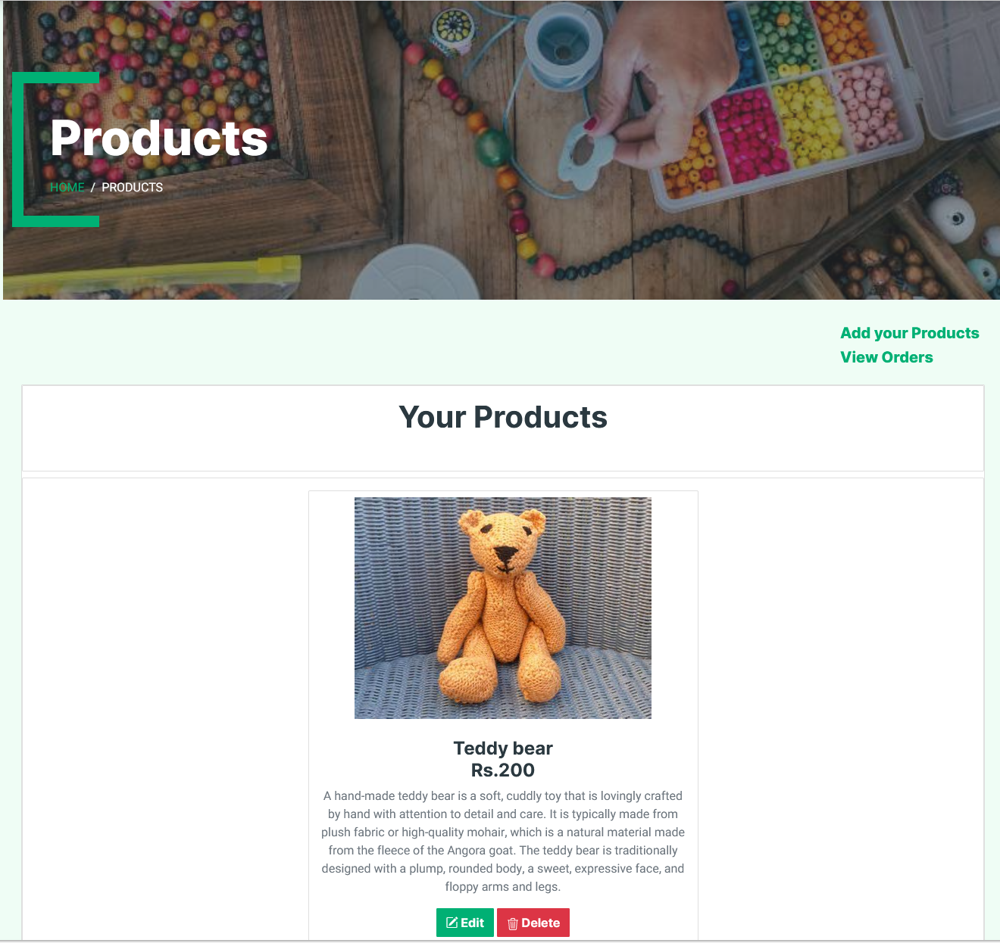 Products
HOME / PRODUCTS
Add your Products
View Orders
Your Products
Teddy bear
Rs.200
A hand-made teddy bear is a soft, cuddly toy that is lovingly crafted
by hand with attention to detail and care. It is typically made from
plush fabric or high-quality mohair, which is a natural material made
from the fleece of the Angora goat. The teddy bear is traditionally
designed with a plump, rounded body, a sweet, expressive face, and
floppy arms and legs.
Edit Delete